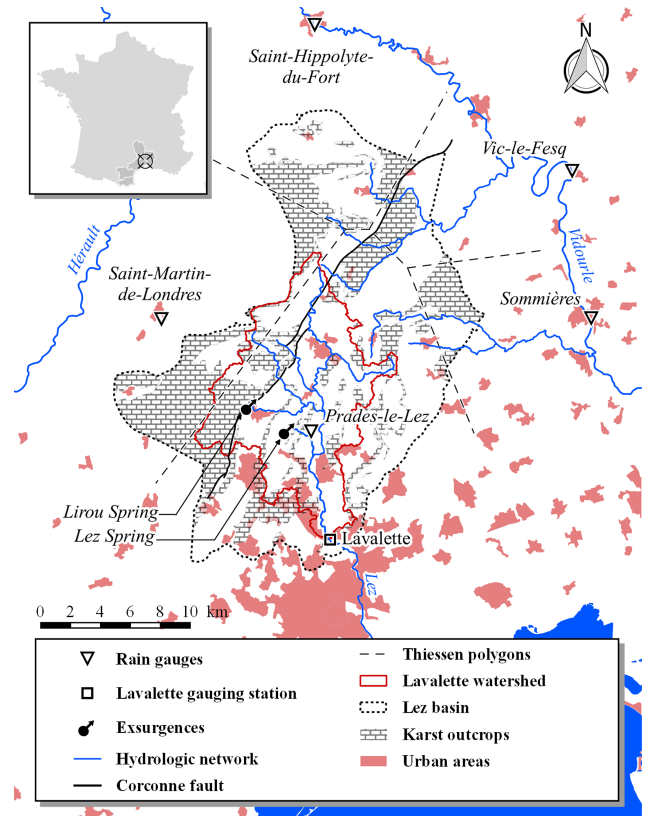 N
Saint-Hippolyte-
du-Fort
Vic-le-Fesq
Hérault
Vidourle
Saint-Martin-
de-Londres
Sommières
Prades-le-Lez
Lirou Spring
Lez Spring
Lavalette
Lez
0 2 4 6 8 10 km
Rain gauges
Lavalette gauging station
Exsurgences
Hydrologic network
Corconne fault
Thiessen polygons
Lavalette watershed
Lez basin
Karst outcrops
Urban areas